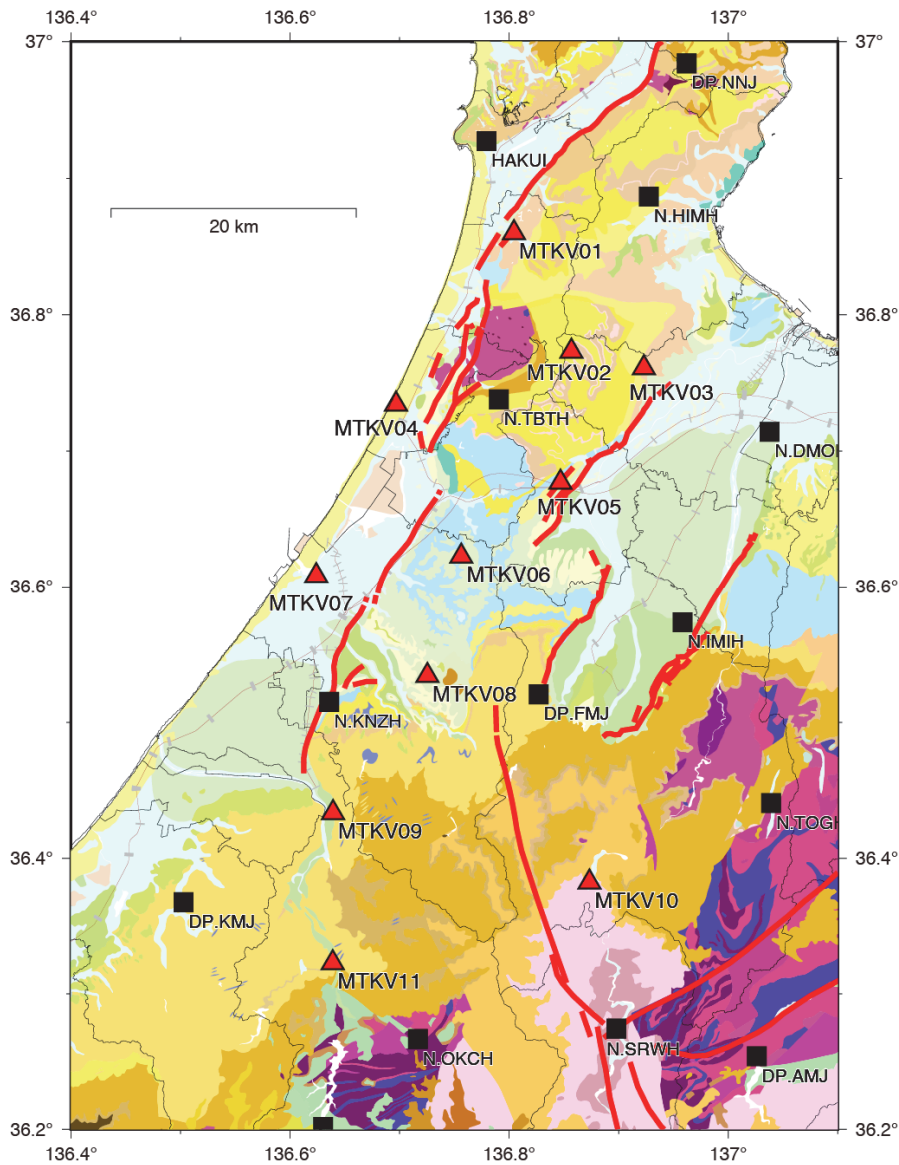 136.4° 136.6° 136.8° 137°
37° 37°
DP.NNJ
HAKUI
N.HIMH
20 km
MTKV01
36.8° 36.8°
MTKV02
MTKV03
N.TBTH
MTKV04
N.DMOI
MTKV05
MTKV06
36.6° 36.6°
MTKV07
N.IMIH
MTKV08
DP.FMJ
N.KNZH
N.TOGH
MTKV09
36.4° 36.4°
MTKV10
DP.KMJ
MTKV11
N.SRWH
N.OKCH
DP.AMJ
36.2° 36.2°
136.4° 136.6° 136.8° 137°